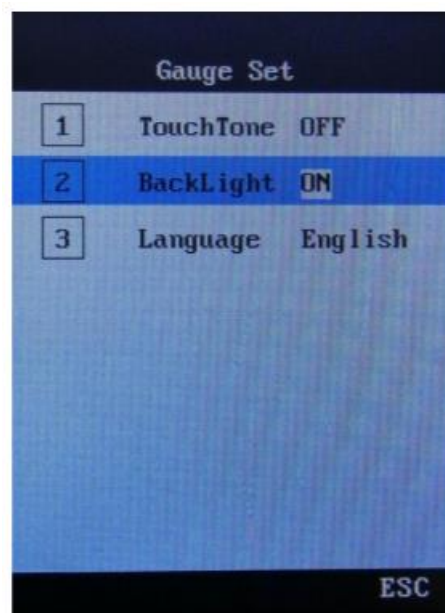 Gauge Set
1 TouchTone OFF
2 BackLight ON
3 Language English
ESC